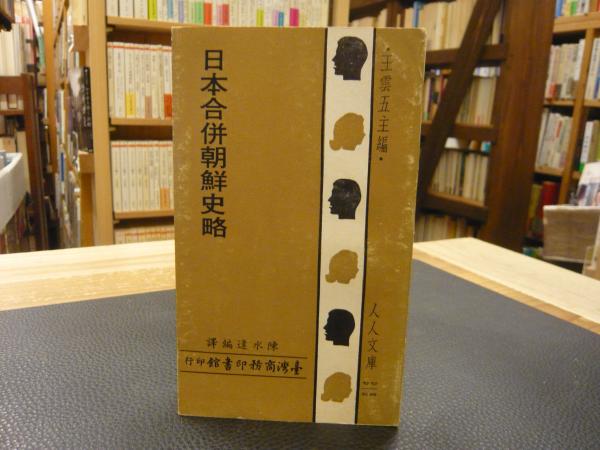 ・王雲五主編・
人人文庫
日本合併朝鮮史略
陳水逢編譯
臺灣商務印書館印行